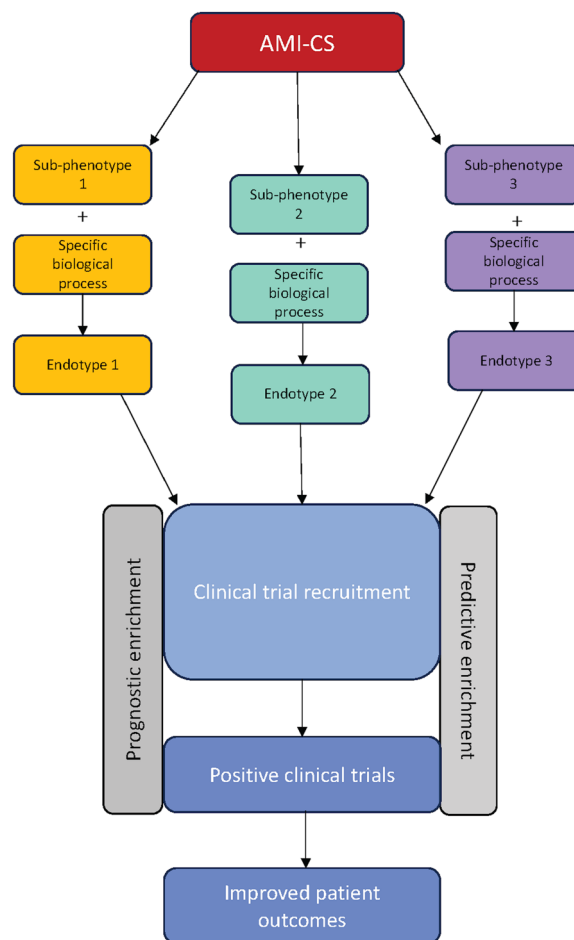 AMI-CS
Sub-phenotype
1
+
Specific
biological
process
Endotype 1
Sub-phenotype
2
+
Specific
biological
process
Endotype 2
Sub-phenotype
3
+
Specific
biological
process
Endotype 3
Prognostic enrichment
Clinical trial recruitment
Predictive enrichment
Positive clinical trials
Improved patient
outcomes